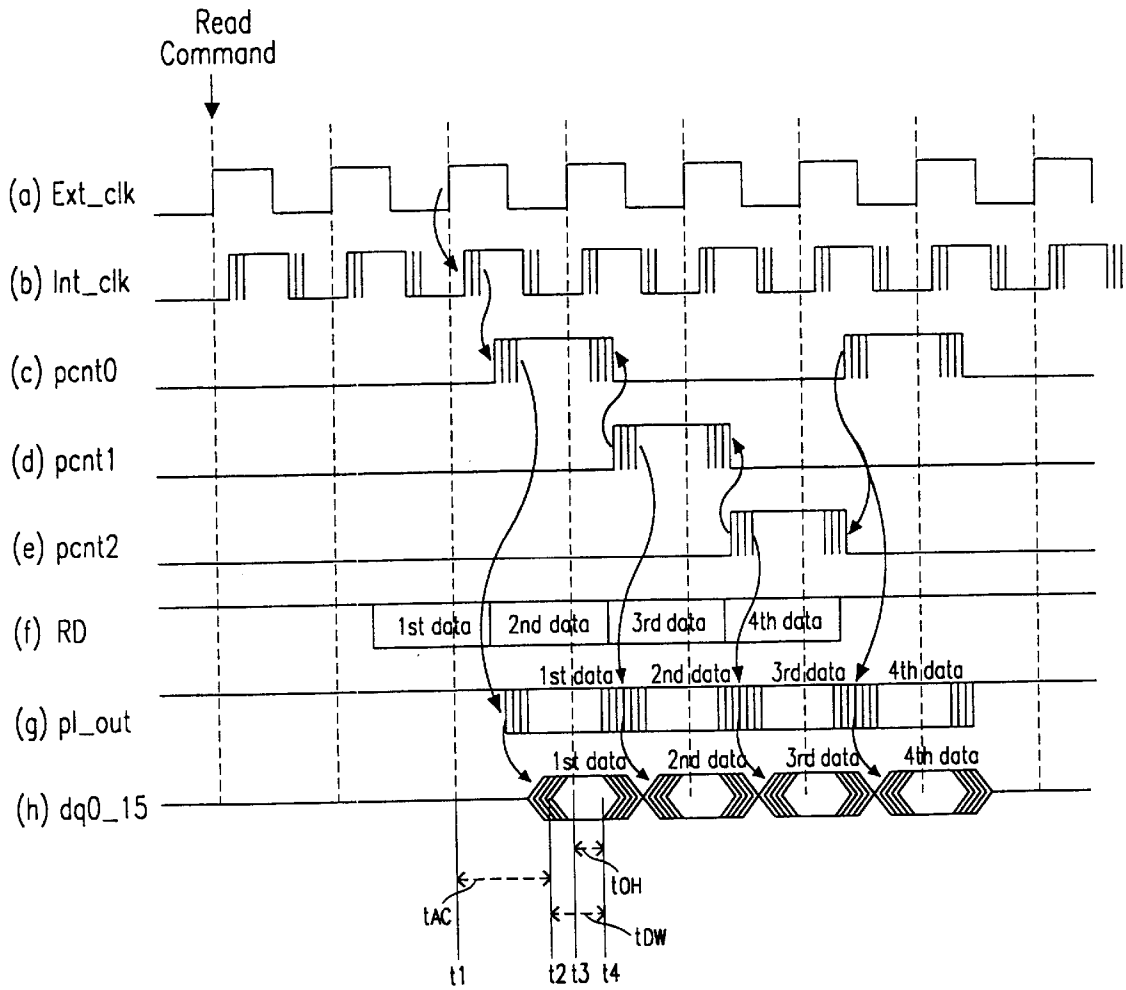 Read
Command
(a) Ext_clk
(b) Int_clk
(c) pcnt0
(d) pcnt1
(e) pcnt2
(f) RD
1st data 2nd data 3rd data 4th data
1st data 2nd data 3rd data 4th data
(g) pl_out
1st data 2nd data 3rd data 4th data
(h) dq0_15
tOH
tAC
tDW
t1 t2 t3 t4